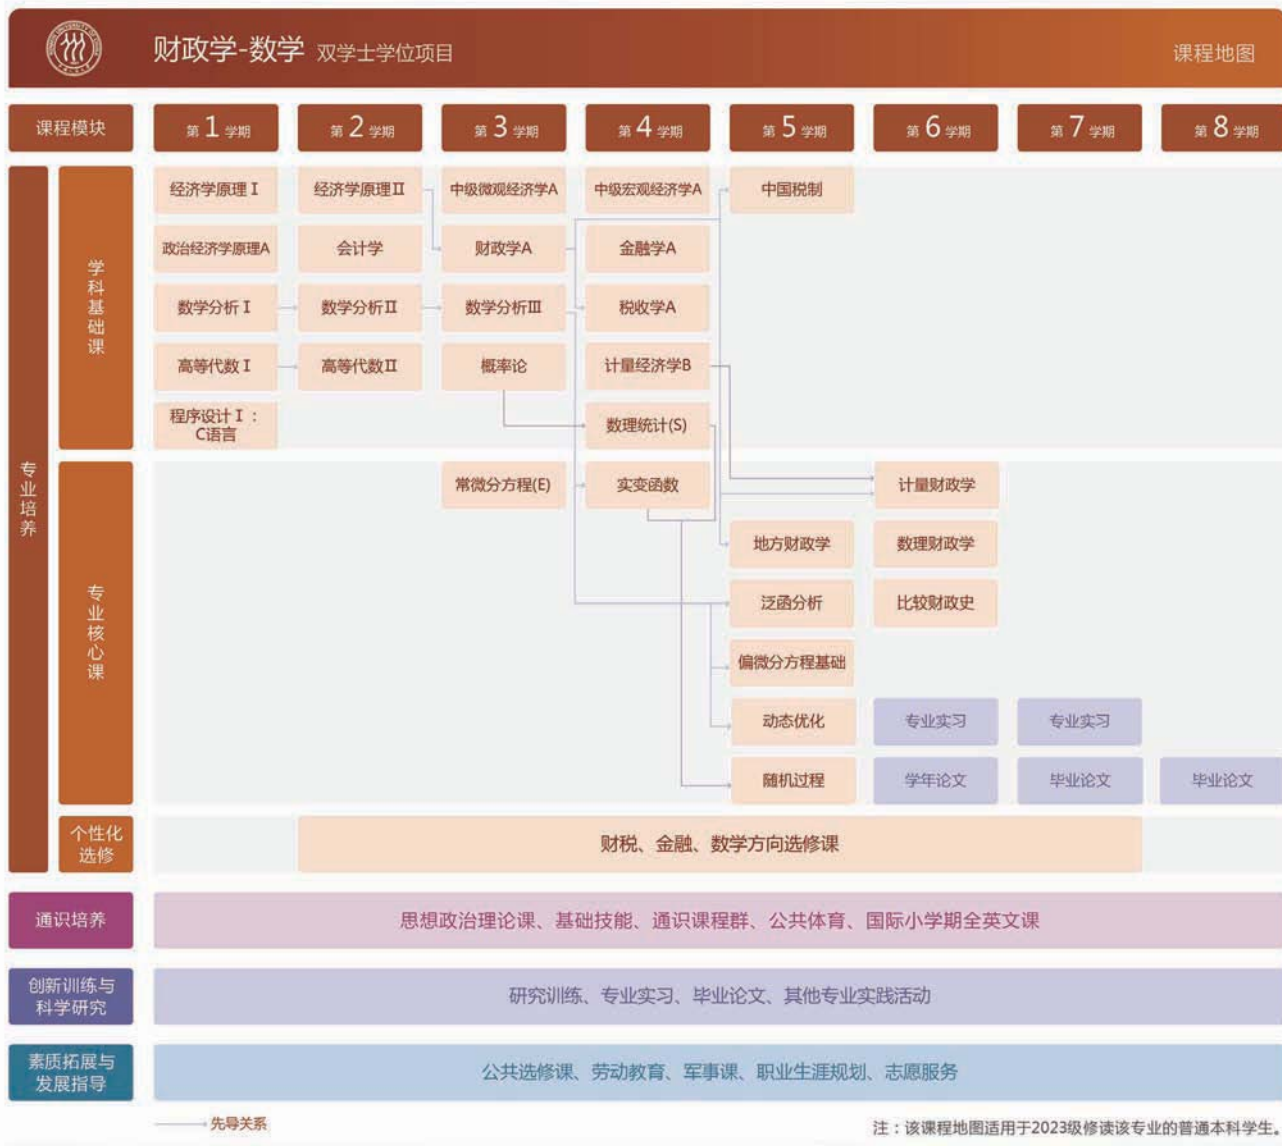 财政学-数学 双学士学位项目 课程地图
课程模块 第1学期 第2学期 第3学期 第4学期 第5学期 第6学期 第7学期 第8学期
专业培养
学科基础课
经济学原理Ⅰ 经济学原理Ⅱ 中级微观经济学A 中级宏观经济学A 中国税制
政治经济学原理A 会计学 财政学A 金融学A
数学分析Ⅰ 数学分析Ⅱ 数学分析Ⅲ 税收学A
高等代数Ⅰ 高等代数Ⅱ 概率论 计量经济学B
程序设计Ⅰ：
C语言
数理统计(S)
专业核心课
常微分方程(E) 实变函数 计量财政学
地方财政学 数理财政学
泛函分析 比较财政史
偏微分方程基础
动态优化 专业实习 专业实习
随机过程 学年论文 毕业论文 毕业论文
个性化
选修
财税、金融、数学方向选修课
通识培养
思想政治理论课、基础技能、通识课程群、公共体育、国际小学期全英文课
创新训练与
科学研究
研究训练、专业实习、毕业论文、其他专业实践活动
素质拓展与
发展指导
公共选修课、劳动教育、军事课、职业生涯规划、志愿服务
先导关系
注：该课程地图适用于2023级修读该专业的普通本科学生。